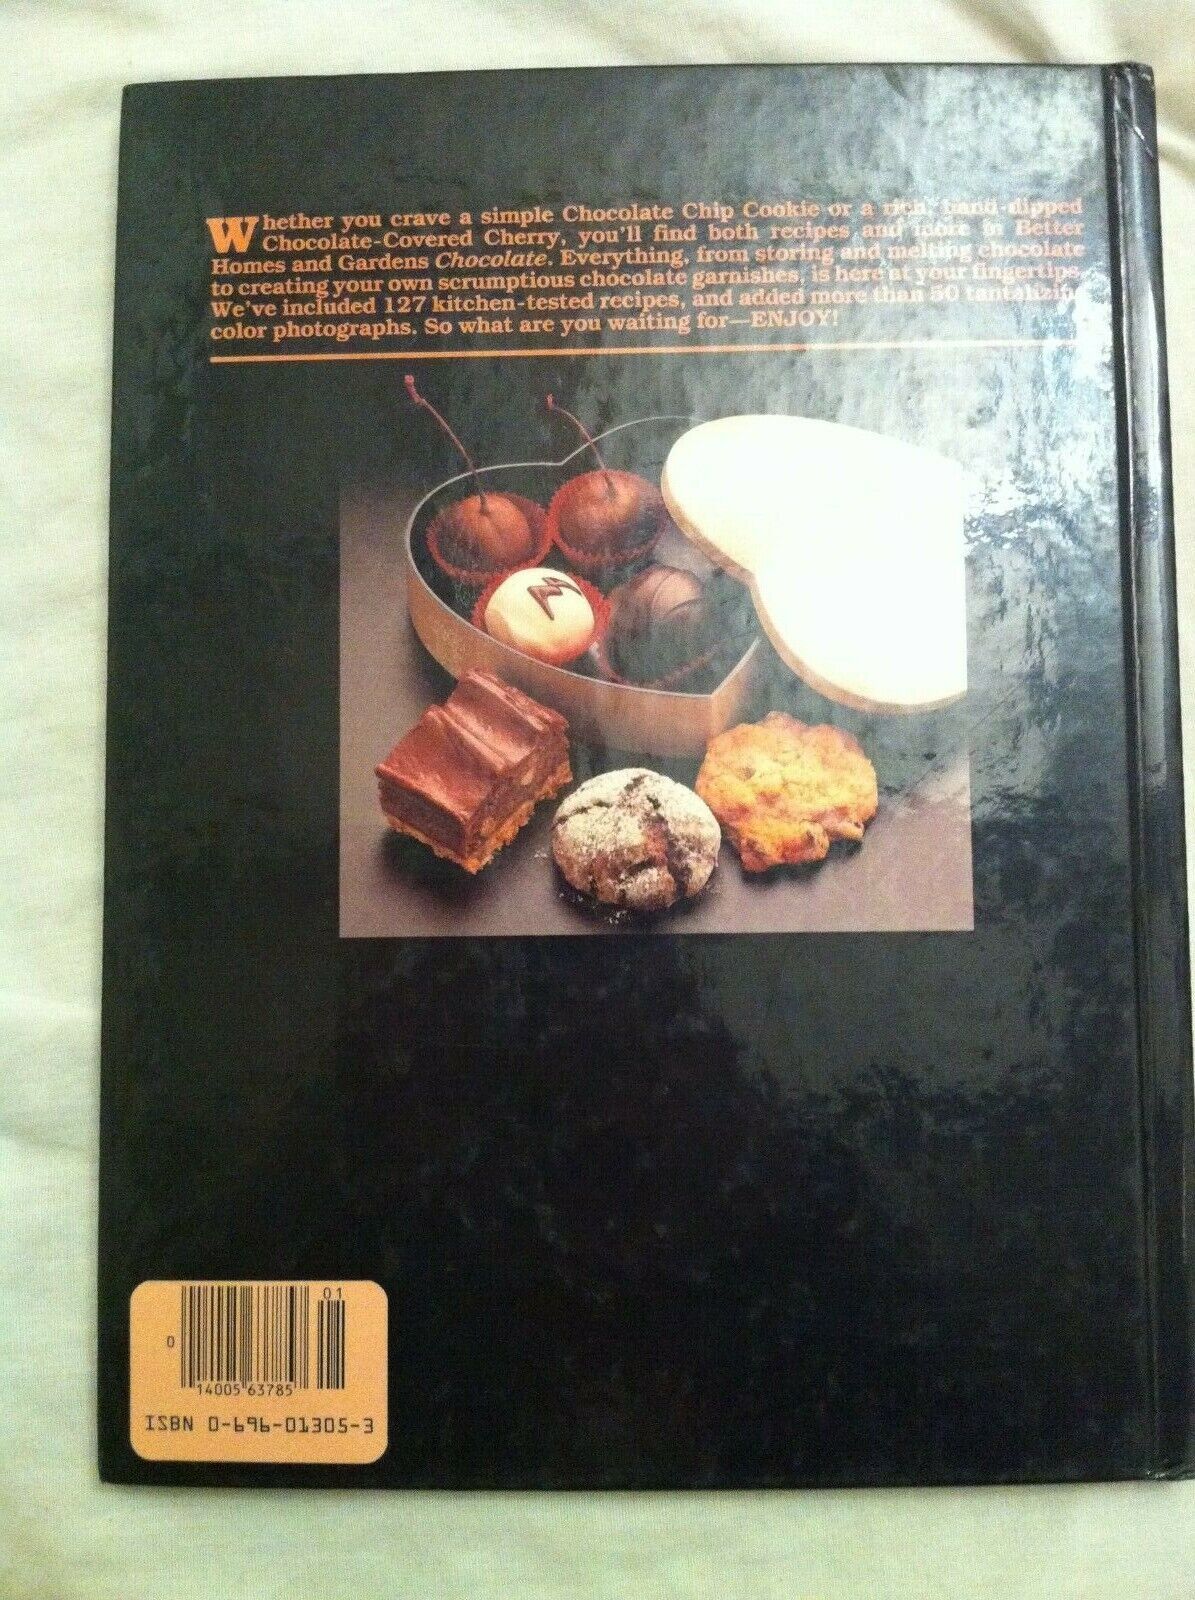 Whether you crave a simple Chocolate Chip Cookie or a rich, hand-dipped
Chocolate-Covered Cherry, you'll find both recipes and more in Better
Homes and Gardens Chocolate. Everything, from storing and melting chocolate
to creating your own scrumptious chocolate garnishes, is here at your fingertips.
We've included 127 kitchen-tested recipes, and added more than 50 tantalizing
color photographs. So what are you waiting for—ENJOY!
01
0
14005 63785
ISBN 0-696-01305-3